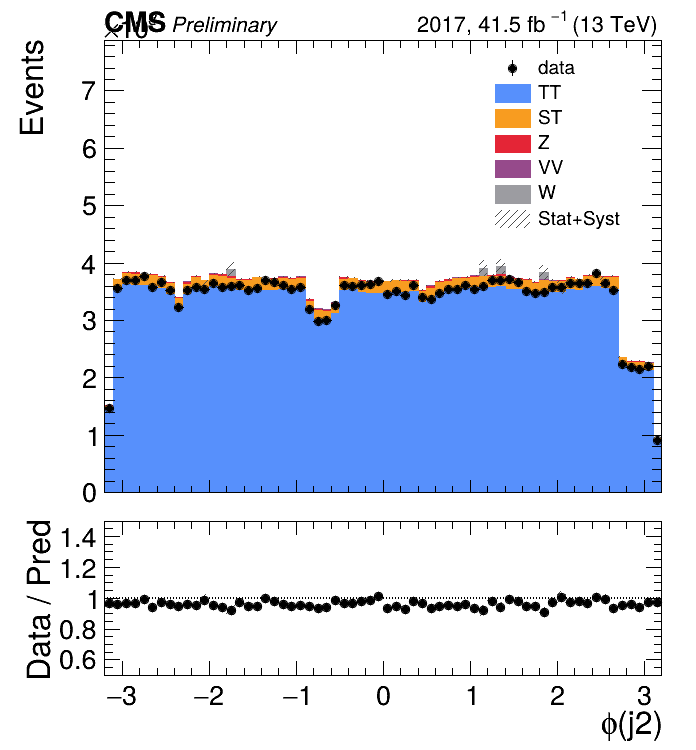 CMS Preliminary 2017, 41.5 fb⁻¹ (13 TeV)
Events
7
6
5
4
3
2
1
0
data
TT
ST
Z
VV
W
Stat+Syst
Data / Pred
1.4
1.2
1
0.8
0.6
−3 −2 −1 0 1 2 3
ϕ(j2)